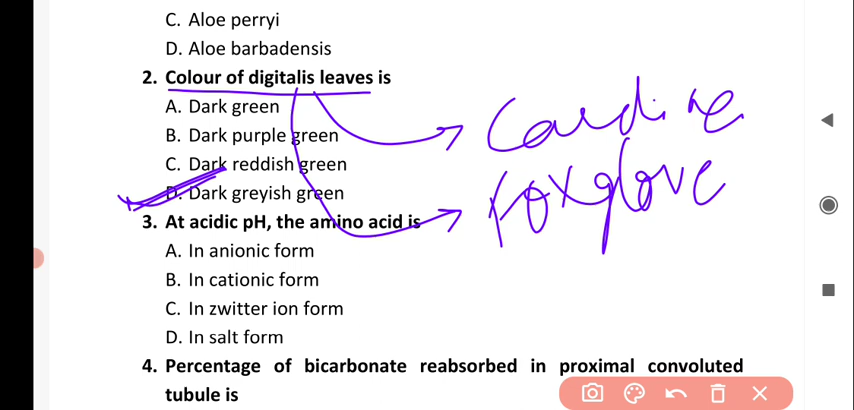 C. Aloe perryi
D. Aloe barbadensis
2. Colour of digitalis leaves is
A. Dark green
B. Dark purple green
C. Dark reddish green
D. Dark greyish green
Foxglove
3. At acidic pH, the amino acid is
A. In anionic form
B. In cationic form
C. In zwitter ion form
D. In salt form
4. Percentage of bicarbonate reabsorbed in proximal convoluted
tubule is